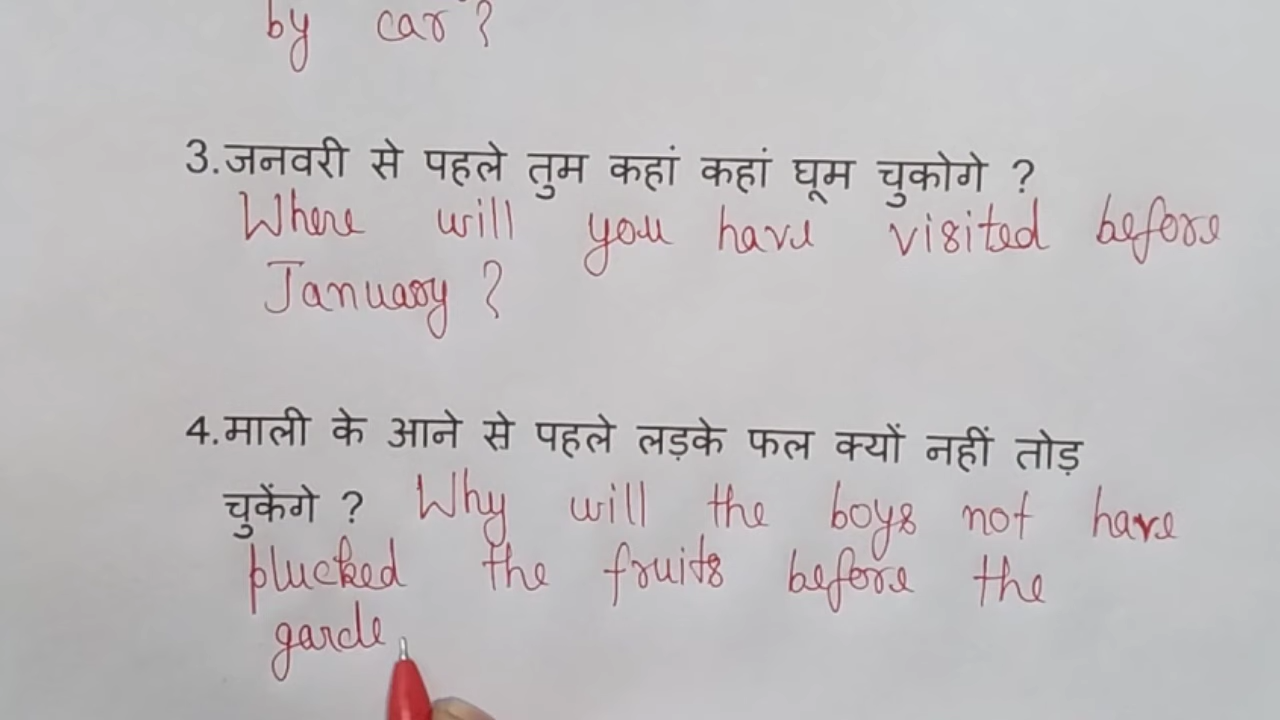 by car?
3.जनवरी से पहले तुम कहां कहां घूम चुकोगे ?
Where will you have visited before
January ?
4.माली के आने से पहले लड़के फल क्यों नहीं तोड़
चुकेंगे ? Why will the boys not have
plucked the fruits before the
garde